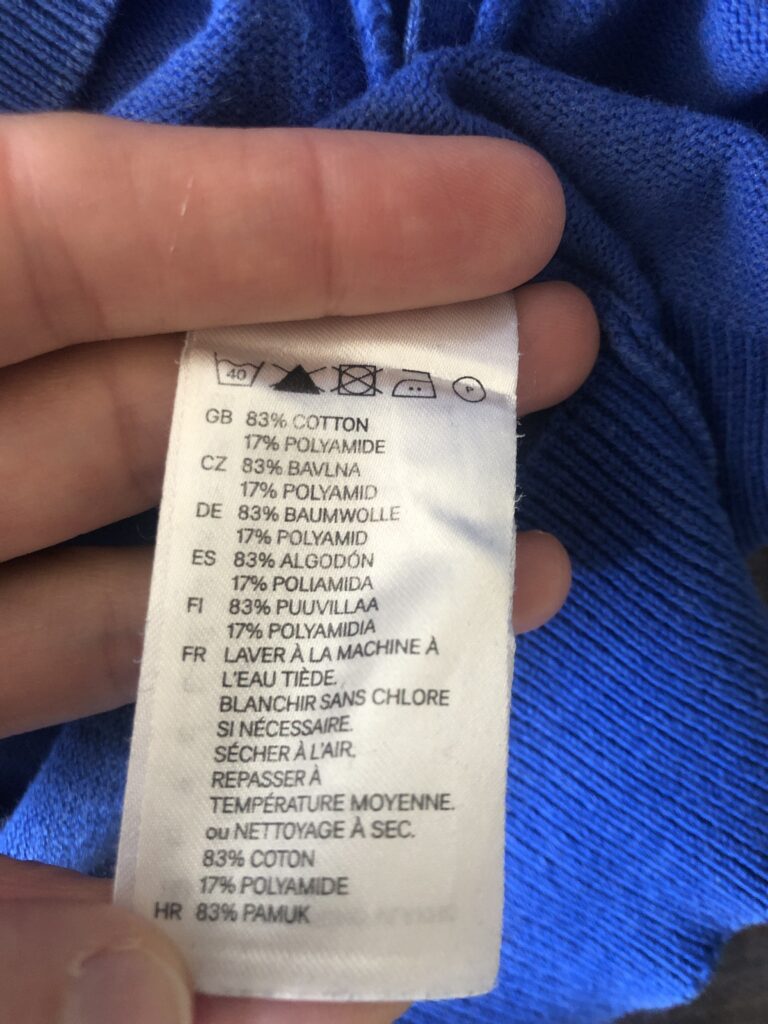 40
GB 83% COTTON
17% POLYAMIDE
CZ 83% BAVLNA
17% POLYAMID
DE 83% BAUMWOLLE
17% POLYAMID
ES 83% ALGODÓN
17% POLIAMIDA
FI 83% PUUVILLAA
17% POLYAMIDIA
FR LAVER À LA MACHINE À
L'EAU TIÈDE.
BLANCHIR SANS CHLORE
SI NÉCESSAIRE.
SÉCHER À L'AIR.
REPASSER À
TEMPÉRATURE MOYENNE.
ou NETTOYAGE À SEC.
83% COTON
17% POLYAMIDE
HR 83% PAMUK